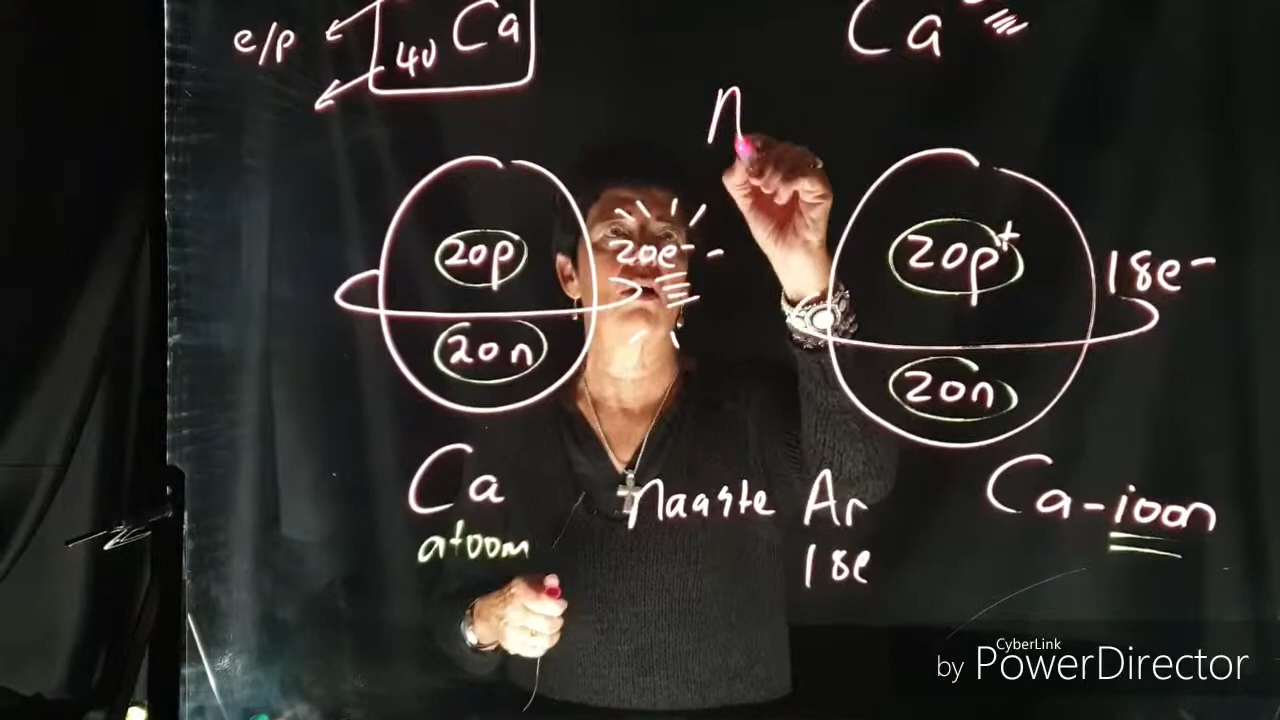 e/p
40 Ca
Ca
n
20p
20e-
20p+
18e-
20n
20n
Ca
atoom
naaste Ar
18e
Ca-ioon
CyberLink
by PowerDirector